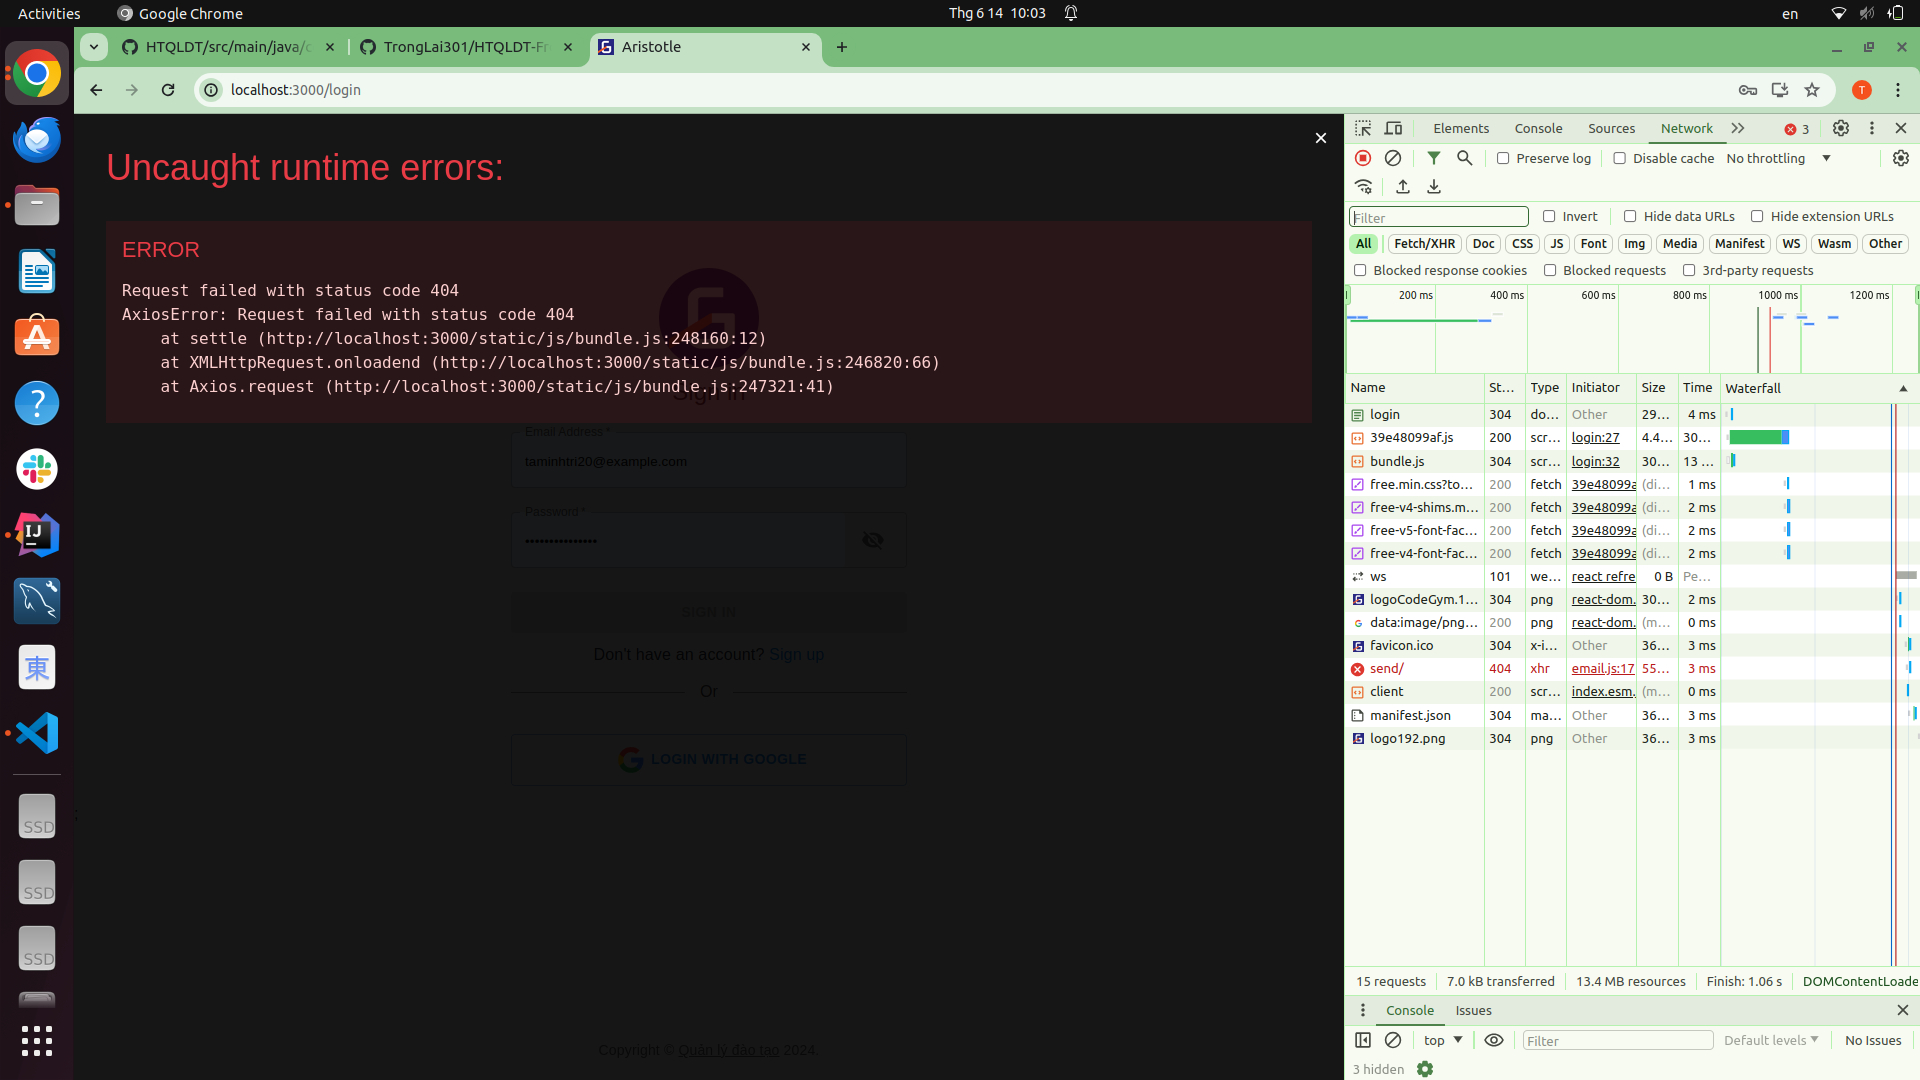 Activities
Google Chrome
Thg 6 14 10:03
en
HTQLDT/src/main/java/c
TrongLai301/HTQLDT-Fr
Aristotle
localhost:3000/login
T
Uncaught runtime errors:
ERROR
Request failed with status code 404
AxiosError: Request failed with status code 404
at settle (http://localhost:3000/static/js/bundle.js:248160:12)
at XMLHttpRequest.onloadend (http://localhost:3000/static/js/bundle.js:246820:66)
at Axios.request (http://localhost:3000/static/js/bundle.js:247321:41)
Sign in
Email Address *
taminhtri20@example.com
Password *
SIGN IN
Don't have an account? Sign up
Or
LOGIN WITH GOOGLE
Copyright © Quản lý đào tạo 2024.
SSD
SSD
SSD
東
IJ
Elements Console Sources Network 3
Preserve log Disable cache No throttling
Filter Invert Hide data URLs Hide extension URLs
All Fetch/XHR Doc CSS JS Font Img Media Manifest WS Wasm Other
Blocked response cookies Blocked requests 3rd-party requests
200 ms 400 ms 600 ms 800 ms 1000 ms 1200 ms
Name St... Type Initiator Size Time Waterfall
login 304 do... Other 29... 4 ms
39e48099af.js 200 scr... login:27 4.4... 30...
bundle.js 304 scr... login:32 30... 13 ...
free.min.css?to... 200 fetch 39e48099a (di... 1 ms
free-v4-shims.m... 200 fetch 39e48099a (di... 2 ms
free-v5-font-fac... 200 fetch 39e48099a (di... 2 ms
free-v4-font-fac... 200 fetch 39e48099a (di... 2 ms
ws 101 we... react refre 0 B Pe...
logoCodeGym.1... 304 png react-dom. 30... 2 ms
data:image/png... 200 png react-dom. (m... 0 ms
favicon.ico 304 x-i... Other 36... 3 ms
send/ 404 xhr email.js:17 55... 3 ms
client 200 scr... index.esm. (m... 0 ms
manifest.json 304 ma... Other 36... 3 ms
logo192.png 304 png Other 36... 3 ms
15 requests 7.0 kB transferred 13.4 MB resources Finish: 1.06 s DOMContentLoade
Console Issues
top Filter Default levels No Issues
3 hidden